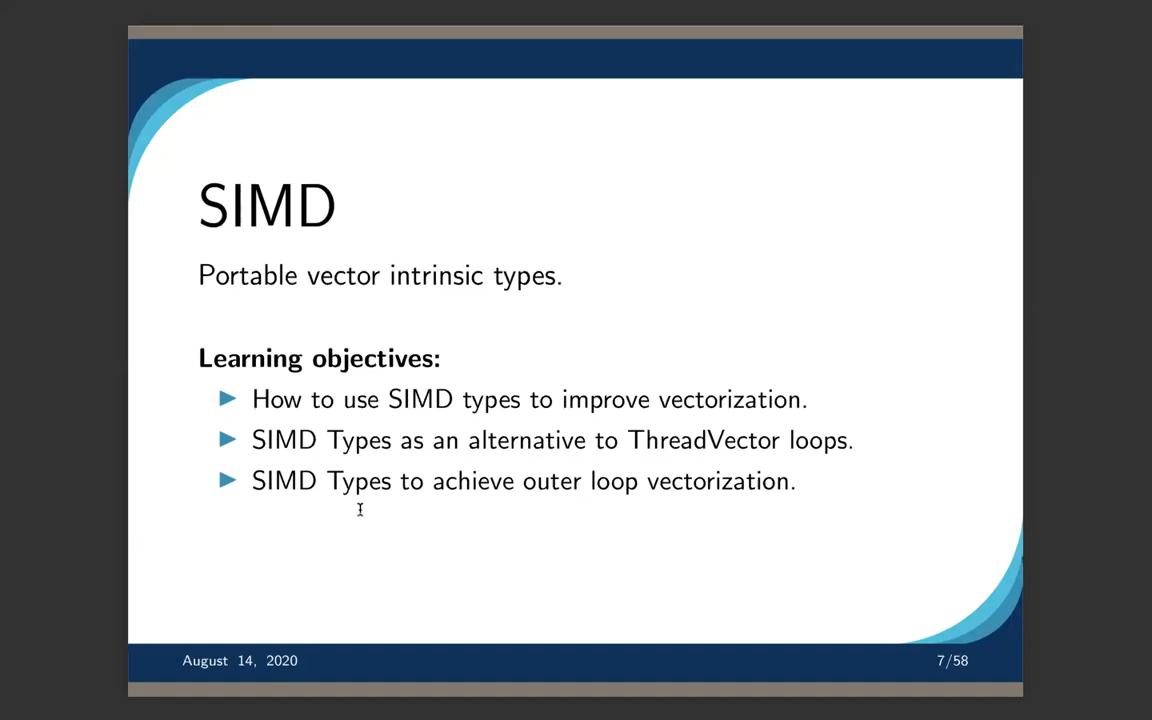 SIMD
Portable vector intrinsic types.
Learning objectives:
How to use SIMD types to improve vectorization.
SIMD Types as an alternative to ThreadVector loops.
SIMD Types to achieve outer loop vectorization.
August 14, 2020
7/58